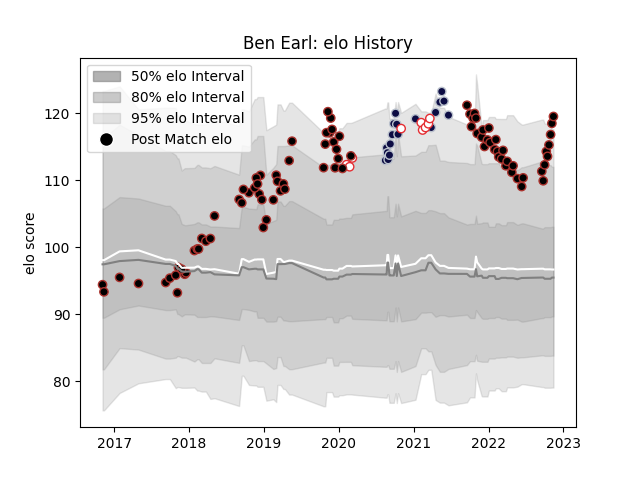 Ben Earl: elo History
50% elo Interval
80% elo Interval
95% elo Interval
Post Match elo
elo score
120
110
100
90
80
2017 2018 2019 2020 2021 2022 2023